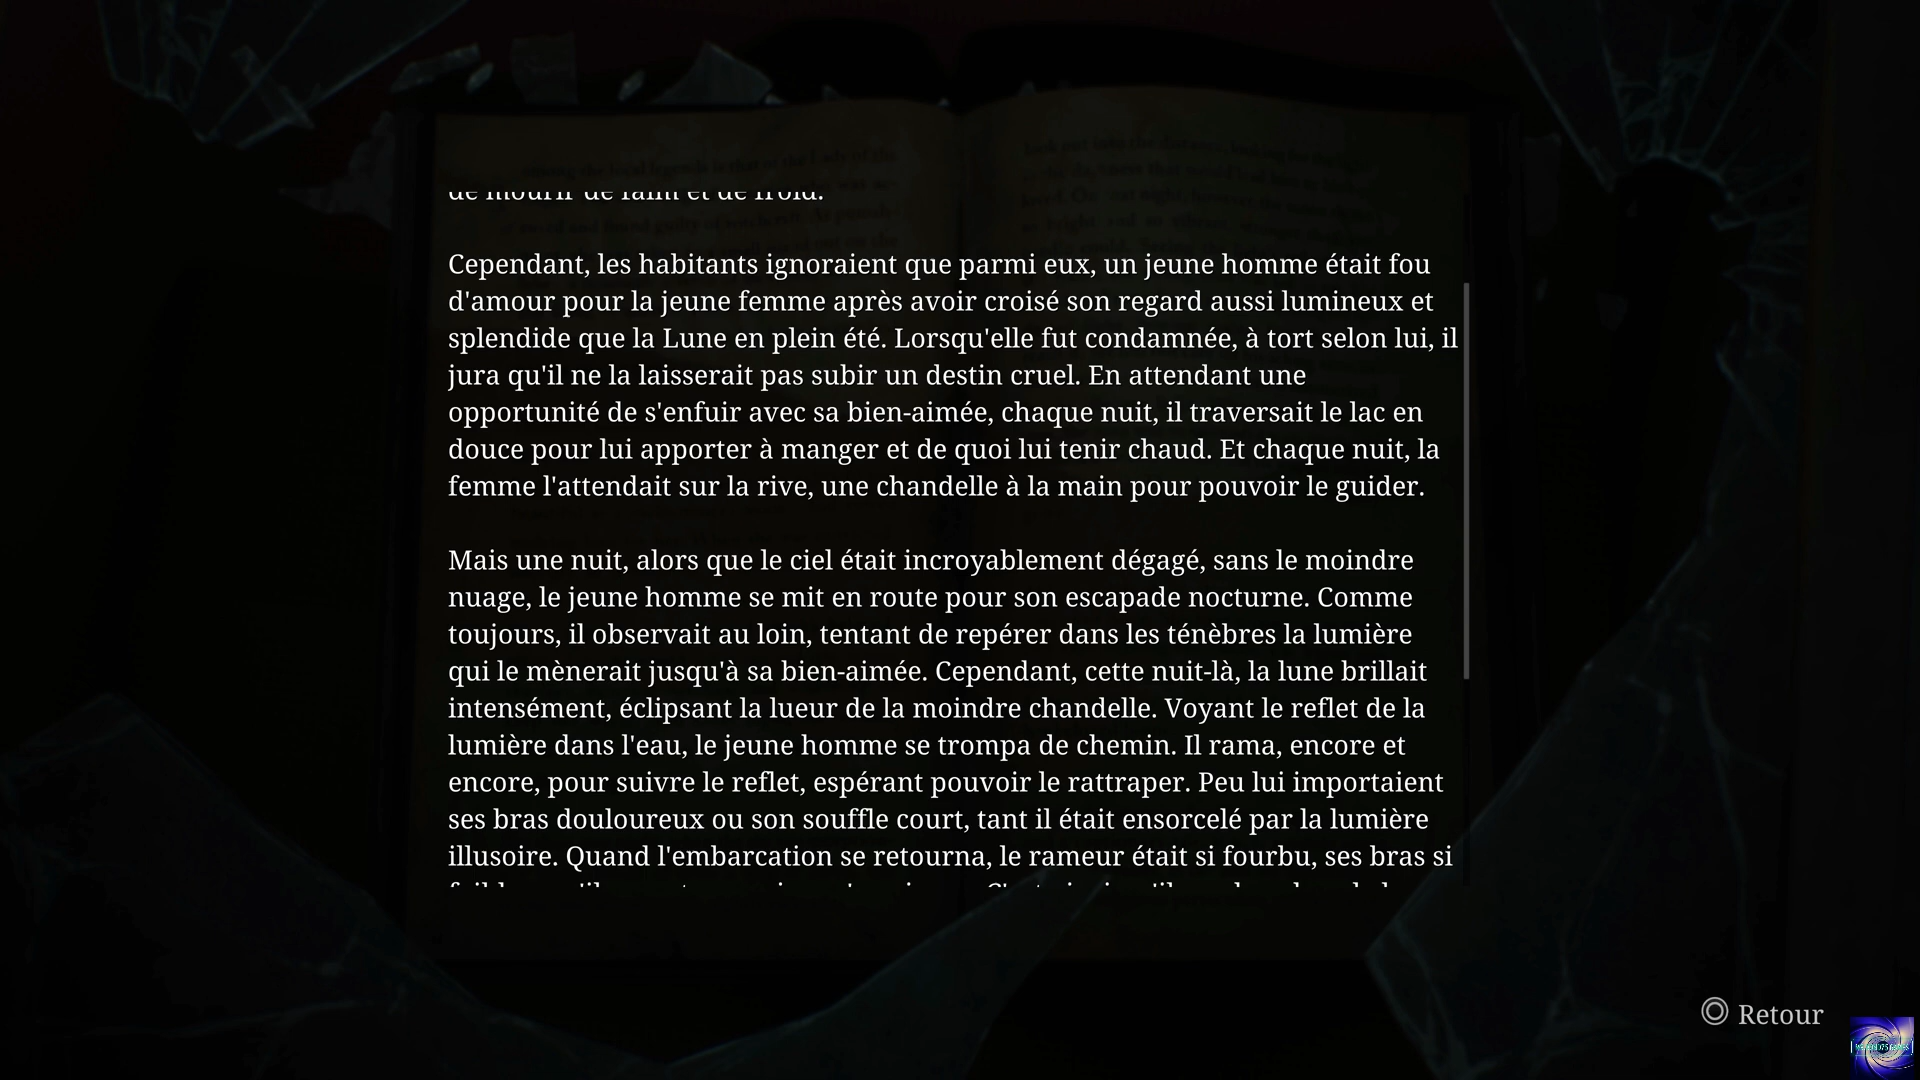 de mourir de faim et de froid.
Cependant, les habitants ignoraient que parmi eux, un jeune homme était fou
d'amour pour la jeune femme après avoir croisé son regard aussi lumineux et
splendide que la Lune en plein été. Lorsqu'elle fut condamnée, à tort selon lui, il
jura qu'il ne la laisserait pas subir un destin cruel. En attendant une
opportunité de s'enfuir avec sa bien-aimée, chaque nuit, il traversait le lac en
douce pour lui apporter à manger et de quoi lui tenir chaud. Et chaque nuit, la
femme l'attendait sur la rive, une chandelle à la main pour pouvoir le guider.
Mais une nuit, alors que le ciel était incroyablement dégagé, sans le moindre
nuage, le jeune homme se mit en route pour son escapade nocturne. Comme
toujours, il observait au loin, tentant de repérer dans les ténèbres la lumière
qui le mènerait jusqu'à sa bien-aimée. Cependant, cette nuit-là, la lune brillait
intensément, éclipsant la lueur de la moindre chandelle. Voyant le reflet de la
lumière dans l'eau, le jeune homme se trompa de chemin. Il rama, encore et
encore, pour suivre le reflet, espérant pouvoir le rattraper. Peu lui importaient
ses bras douloureux ou son souffle court, tant il était ensorcelé par la lumière
illusoire. Quand l'embarcation se retourna, le rameur était si fourbu, ses bras si
Retour